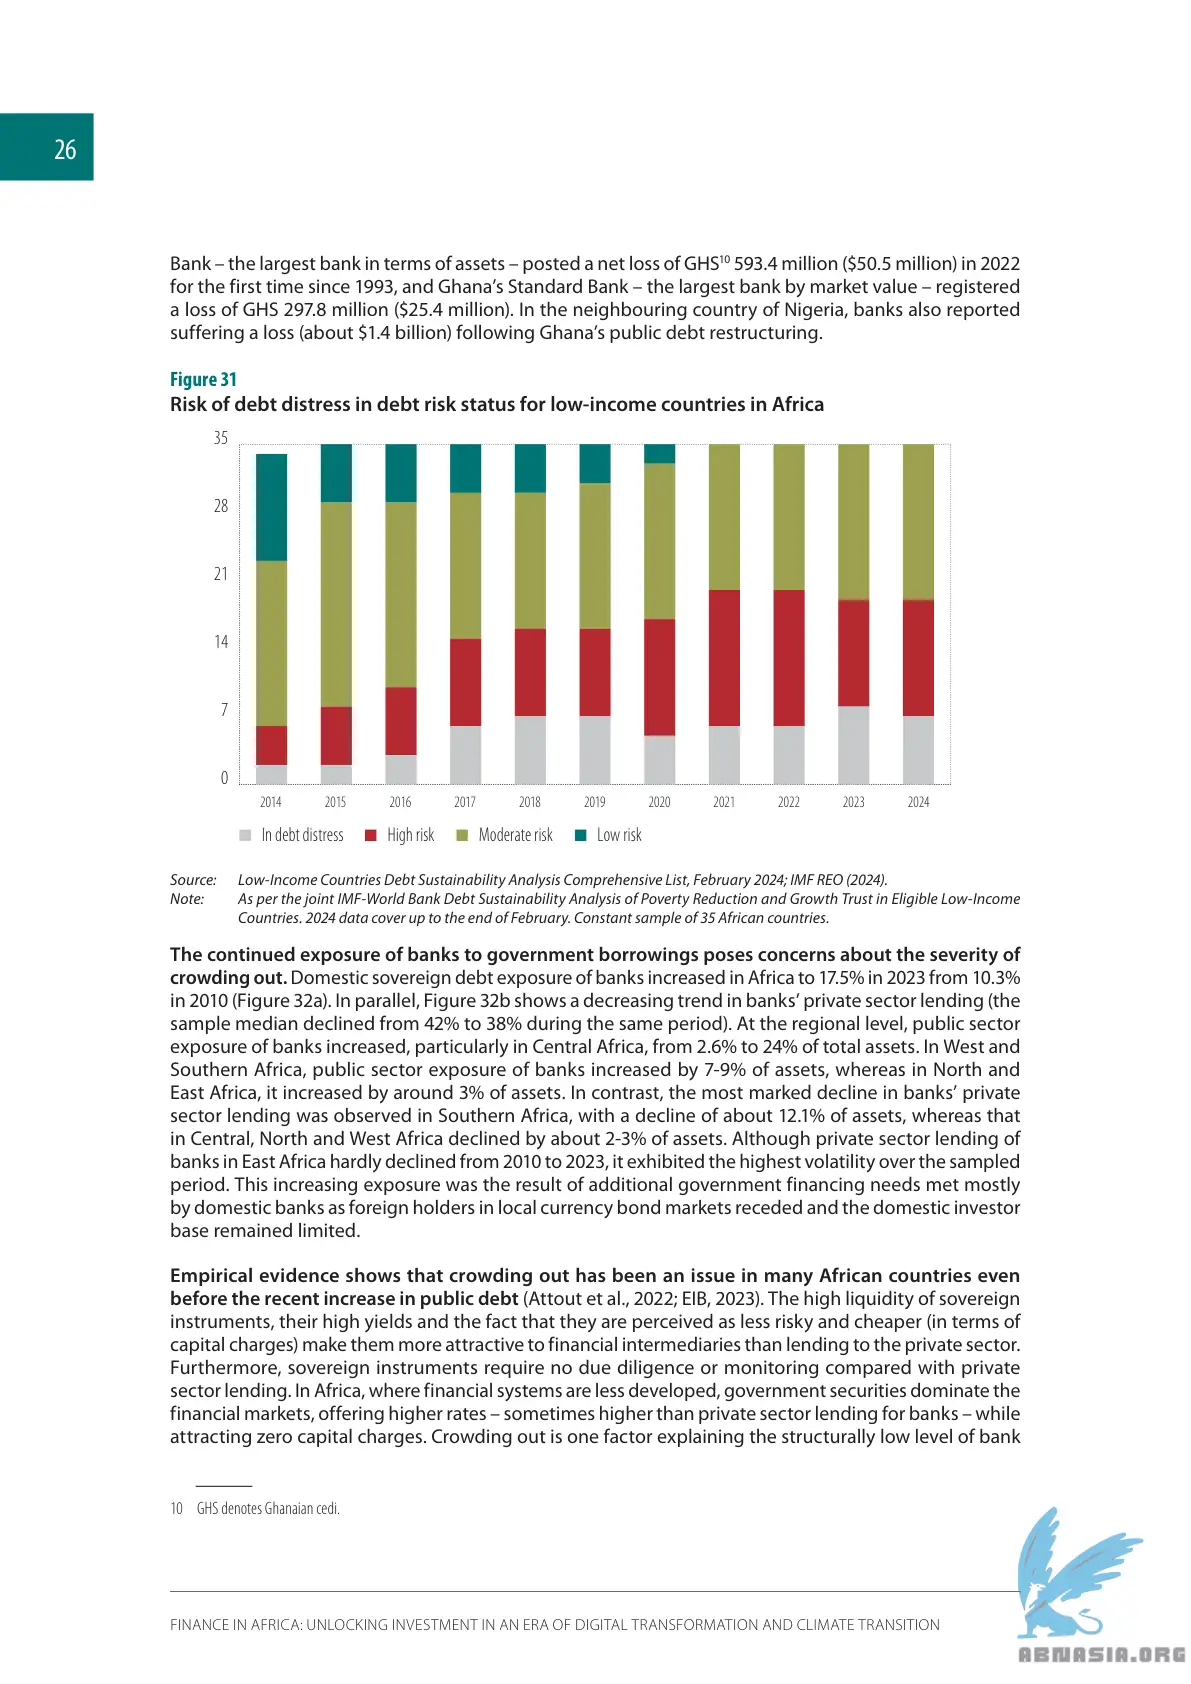 26
Bank – the largest bank in terms of assets – posted a net loss of GHS10 593.4 million ($50.5 million) in 2022
for the first time since 1993, and Ghana’s Standard Bank – the largest bank by market value – registered
a loss of GHS 297.8 million ($25.4 million). In the neighbouring country of Nigeria, banks also reported
suffering a loss (about $1.4 billion) following Ghana’s public debt restructuring.
Figure 31
Risk of debt distress in debt risk status for low-income countries in Africa
35
28
21
14
7
0
2014 2015 2016 2017 2018 2019 2020 2021 2022 2023 2024
In debt distress High risk Moderate risk Low risk
Source: Low-Income Countries Debt Sustainability Analysis Comprehensive List, February 2024; IMF REO (2024).
Note: As per the joint IMF-World Bank Debt Sustainability Analysis of Poverty Reduction and Growth Trust in Eligible Low-Income
Countries. 2024 data cover up to the end of February. Constant sample of 35 African countries.
The continued exposure of banks to government borrowings poses concerns about the severity of
crowding out. Domestic sovereign debt exposure of banks increased in Africa to 17.5% in 2023 from 10.3%
in 2010 (Figure 32a). In parallel, Figure 32b shows a decreasing trend in banks’ private sector lending (the
sample median declined from 42% to 38% during the same period). At the regional level, public sector
exposure of banks increased, particularly in Central Africa, from 2.6% to 24% of total assets. In West and
Southern Africa, public sector exposure of banks increased by 7-9% of assets, whereas in North and
East Africa, it increased by around 3% of assets. In contrast, the most marked decline in banks’ private
sector lending was observed in Southern Africa, with a decline of about 12.1% of assets, whereas that
in Central, North and West Africa declined by about 2-3% of assets. Although private sector lending of
banks in East Africa hardly declined from 2010 to 2023, it exhibited the highest volatility over the sampled
period. This increasing exposure was the result of additional government financing needs met mostly
by domestic banks as foreign holders in local currency bond markets receded and the domestic investor
base remained limited.
Empirical evidence shows that crowding out has been an issue in many African countries even
before the recent increase in public debt (Attout et al., 2022; EIB, 2023). The high liquidity of sovereign
instruments, their high yields and the fact that they are perceived as less risky and cheaper (in terms of
capital charges) make them more attractive to financial intermediaries than lending to the private sector.
Furthermore, sovereign instruments require no due diligence or monitoring compared with private
sector lending. In Africa, where financial systems are less developed, government securities dominate the
financial markets, offering higher rates – sometimes higher than private sector lending for banks – while
attracting zero capital charges. Crowding out is one factor explaining the structurally low level of bank
10 GHS denotes Ghanaian cedi.
FINANCE IN AFRICA: UNLOCKING INVESTMENT IN AN ERA OF DIGITAL TRANSFORMATION AND CLIMATE TRANSITION
ABNASIA.ORG